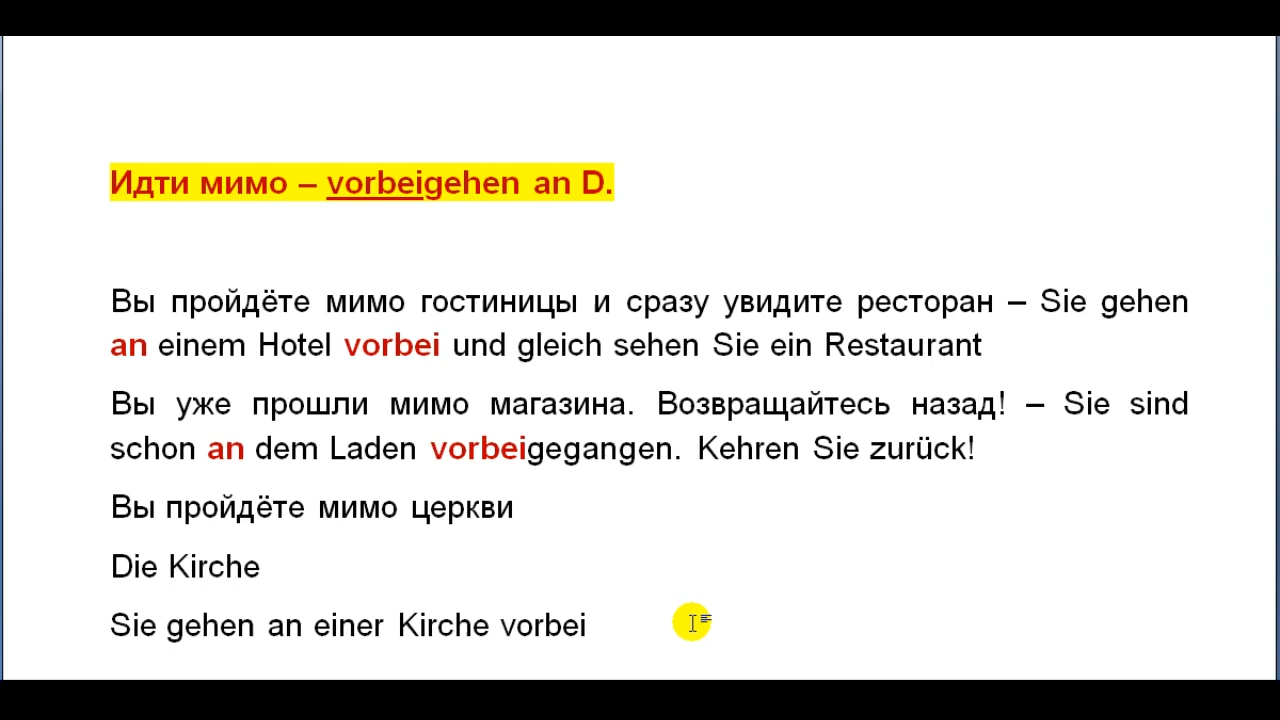 Идти мимо – vorbeigehen an D.
Вы пройдёте мимо гостиницы и сразу увидите ресторан – Sie gehen
an einem Hotel vorbei und gleich sehen Sie ein Restaurant
Вы уже прошли мимо магазина. Возвращайтесь назад! – Sie sind
schon an dem Laden vorbeigegangen. Kehren Sie zurück!
Вы пройдёте мимо церкви
Die Kirche
Sie gehen an einer Kirche vorbei